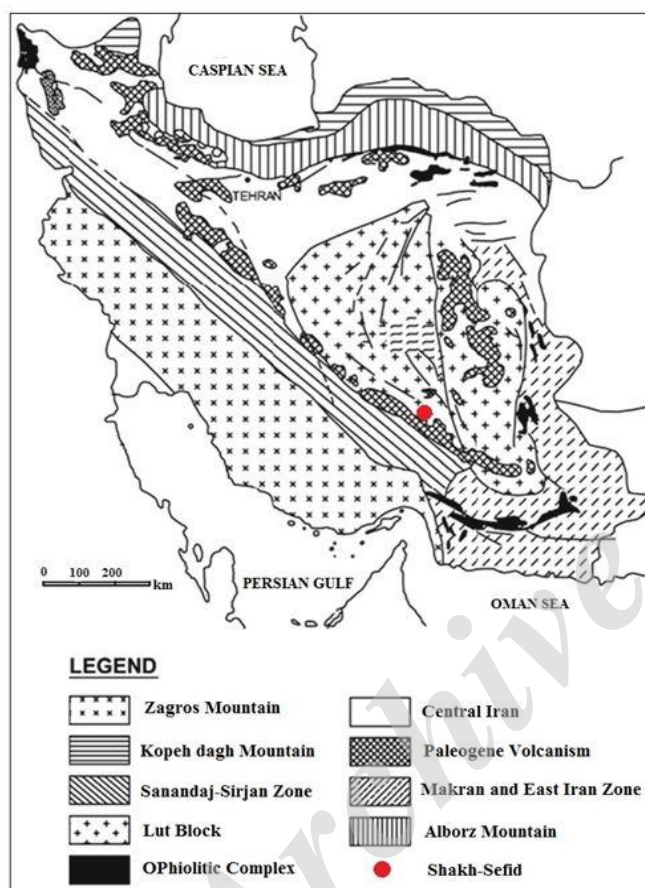 CASPIAN SEA
TEHRAN
0 100 200
km
PERSIAN GULF
OMAN SEA
LEGEND
Zagros Mountain
Central Iran
Kopeh dagh Mountain
Paleogene Volcanism
Sanandaj-Sirjan Zone
Makran and East Iran Zone
Lut Block
Alborz Mountain
OPhiolitic Complex
Shakh-Sefid
Archive